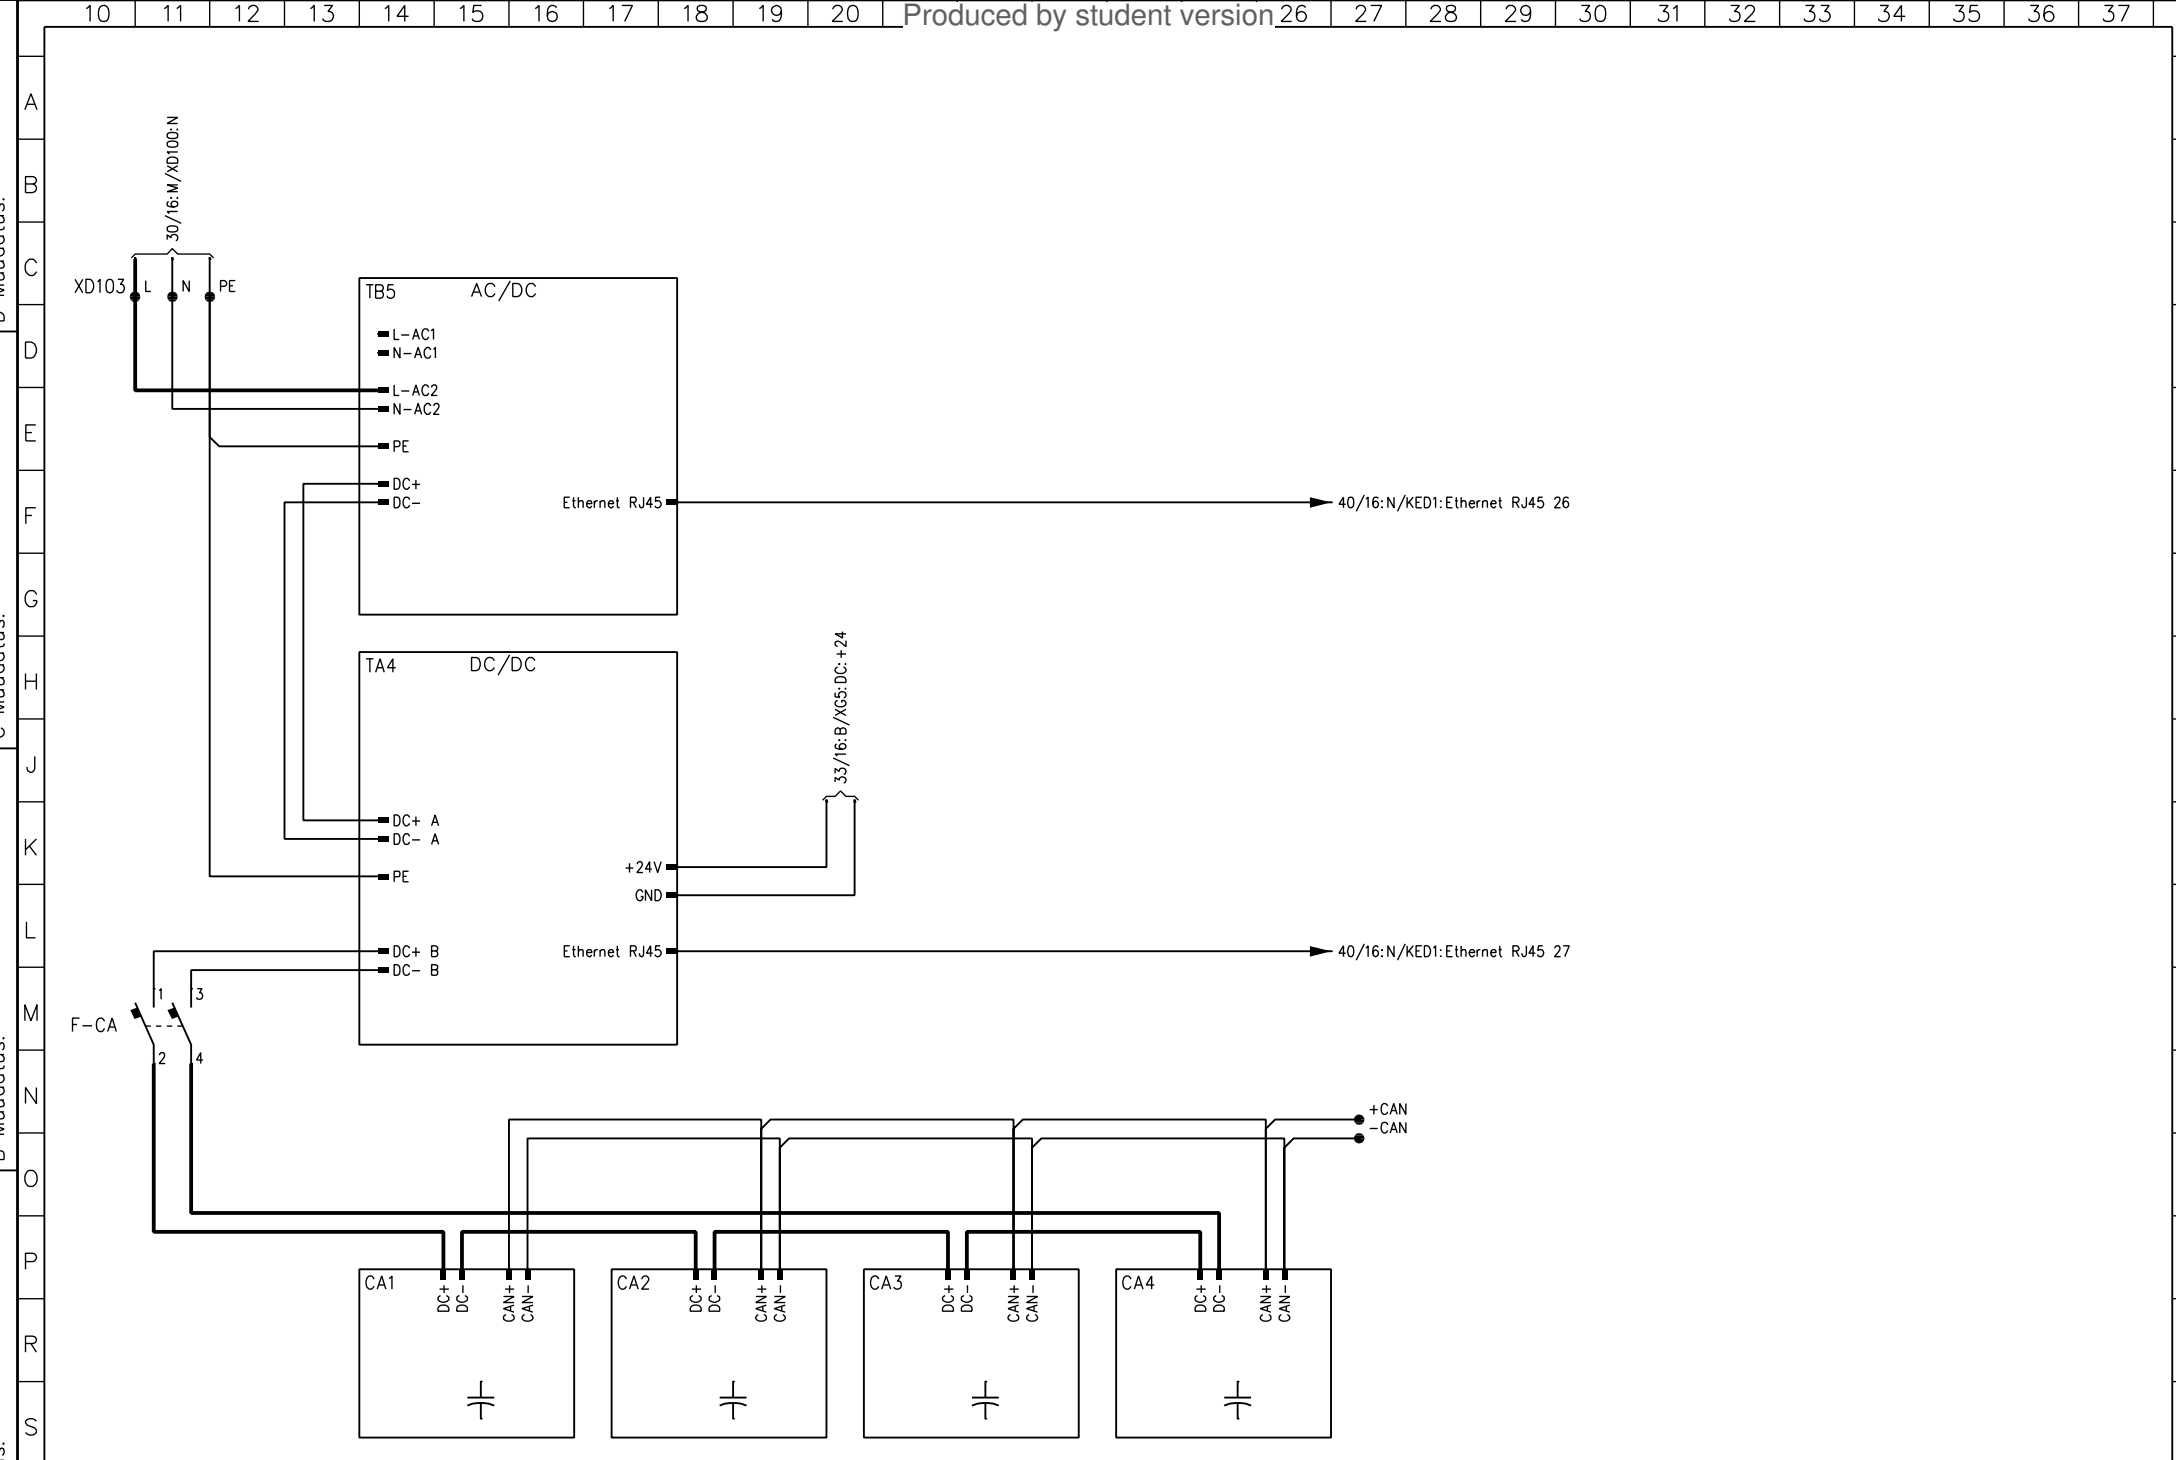 10 11 12 13 14 15 16 17 18 19 20 Produced by student version 26 27 28 29 30 31 32 33 34 35 36 37
A
B
C
D
E
F
G
H
J
K
L
M
N
O
P
R
S
30/16:M/XD100:N
XD103 L N PE
TB5 AC/DC
L-AC1
N-AC1
L-AC2
N-AC2
PE
DC+
DC- Ethernet RJ45 40/16:N/KED1:Ethernet RJ45 26
TA4 DC/DC
33/16:B/XG5:DC:+24
DC+ A
DC- A
+24V
PE
GND
DC+ B Ethernet RJ45 40/16:N/KED1:Ethernet RJ45 27
DC- B
1 3
F-CA
2 4
+CAN
-CAN
CA1 DC+ DC- CAN+ CAN-
CA2 DC+ DC- CAN+ CAN-
CA3 DC+ DC- CAN+ CAN-
CA4 DC+ DC- CAN+ CAN-